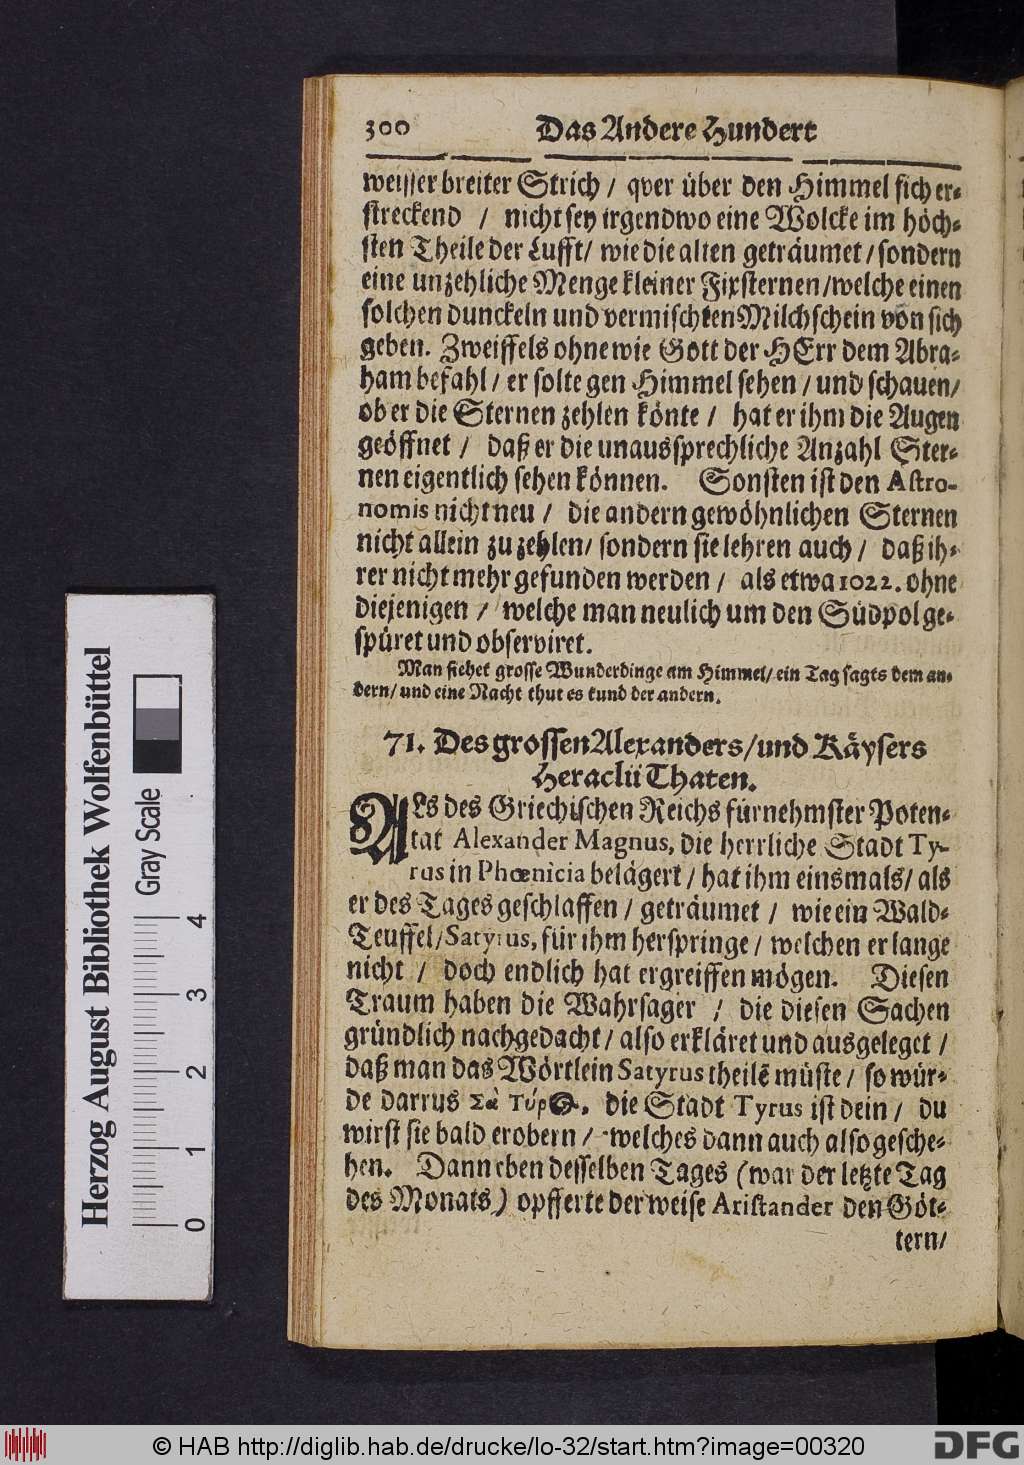 300 Das Andere Hundert
weisser breiter Strich / qver über den Himmel sich er-
streckend / nicht sey irgendwo eine Wolcke im höch-
sten Theile der Lufft / wie die alten geträumet / sondern
eine unzehliche Menge kleiner Fixsternen / welche einen
solchen dunckeln und vermischten Milchschein von sich
geben. Zweiffels ohne wie Gott der HErr dem Abra-
ham befahl / er solte gen Himmel sehen / und schauen /
ob er die Sternen zehlen könte / hat er ihm die Augen
geöffnet / daß er die unaussprechliche Anzahl Ster-
nen eigentlich sehen können. Sonsten ist den Astro-
nomis nicht neu / die andern gewöhnlichen Sternen
nicht allein zu zehlen / sondern sie lehren auch / daß ih-
rer nicht mehr gefunden werden / als etwa 1022. ohne
diejenigen / welche man neulich um den Südpol ge-
spüret und observiret.
Man siehet grosse Wunderdinge am Himmel / ein Tag sagts dem an-
dern / und eine Nacht thut es kund der andern.
71. Des grossen Alexanders / und Käysers
Heraclii Thaten.
ALs des Griechischen Reichs fürnehmster Poten-
tat Alexander Magnus, die herrliche Stadt Ty-
rus in Phœnicia belägert / hat ihm einsmals / als
er des Tages geschlaffen / geträumet / wie ein Wald-
Teuffel / Satyrus, für ihm herspringe / welchen er lange
nicht / doch endlich hat ergreiffen mögen. Diesen
Traum haben die Wahrsager / die diesen Sachen
gründlich nachgedacht / also erkläret und ausgeleget /
daß man das Wörtlein Satyrus theilē müste / so wür-
de darrus Σὰ Τύρος. die Stadt Tyrus ist dein / du
wirst sie bald erobern / welches dann auch also gesche-
hen. Dann eben desselben Tages (war der letzte Tag
des Monats) opfferte der weise Aristander den Göt-
tern /
Herzog August Bibliothek Wolfenbüttel
Gray Scale
0 1 2 3 4
© HAB http://diglib.hab.de/drucke/lo-32/start.htm?image=00320
DFG